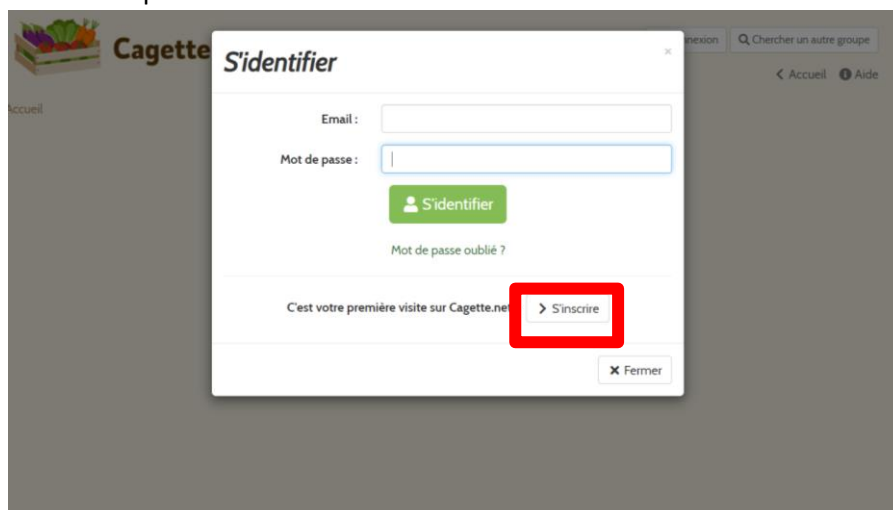 Cagette
nnexion
Chercher un autre groupe
Accueil
Aide
Accueil
S'identifier
×
Email :
Mot de passe :
S'identifier
Mot de passe oublié ?
C'est votre première visite sur Cagette.net
S'inscrire
Fermer